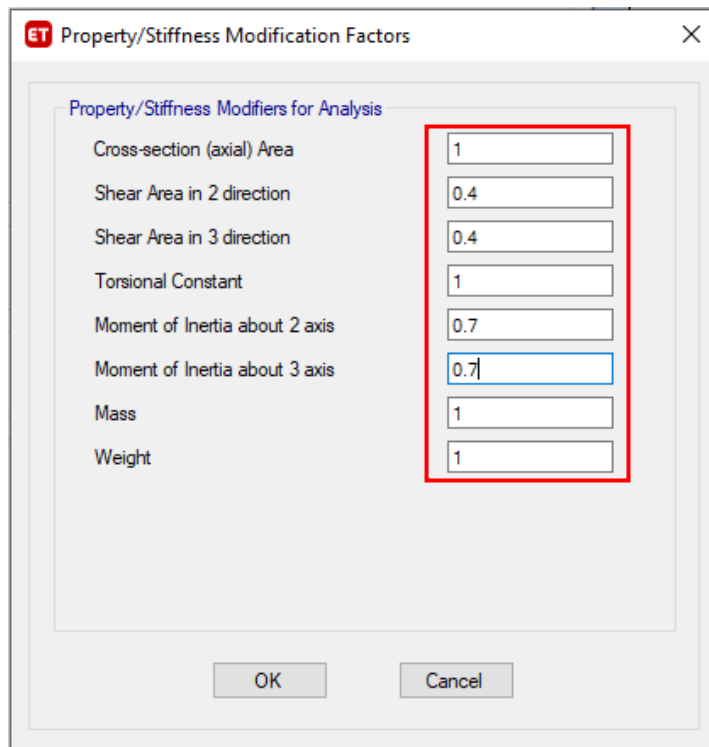 ET Property/Stiffness Modification Factors
Property/Stiffness Modifiers for Analysis
Cross-section (axial) Area 1
Shear Area in 2 direction 0.4
Shear Area in 3 direction 0.4
Torsional Constant 1
Moment of Inertia about 2 axis 0.7
Moment of Inertia about 3 axis 0.7
Mass 1
Weight 1
OK Cancel